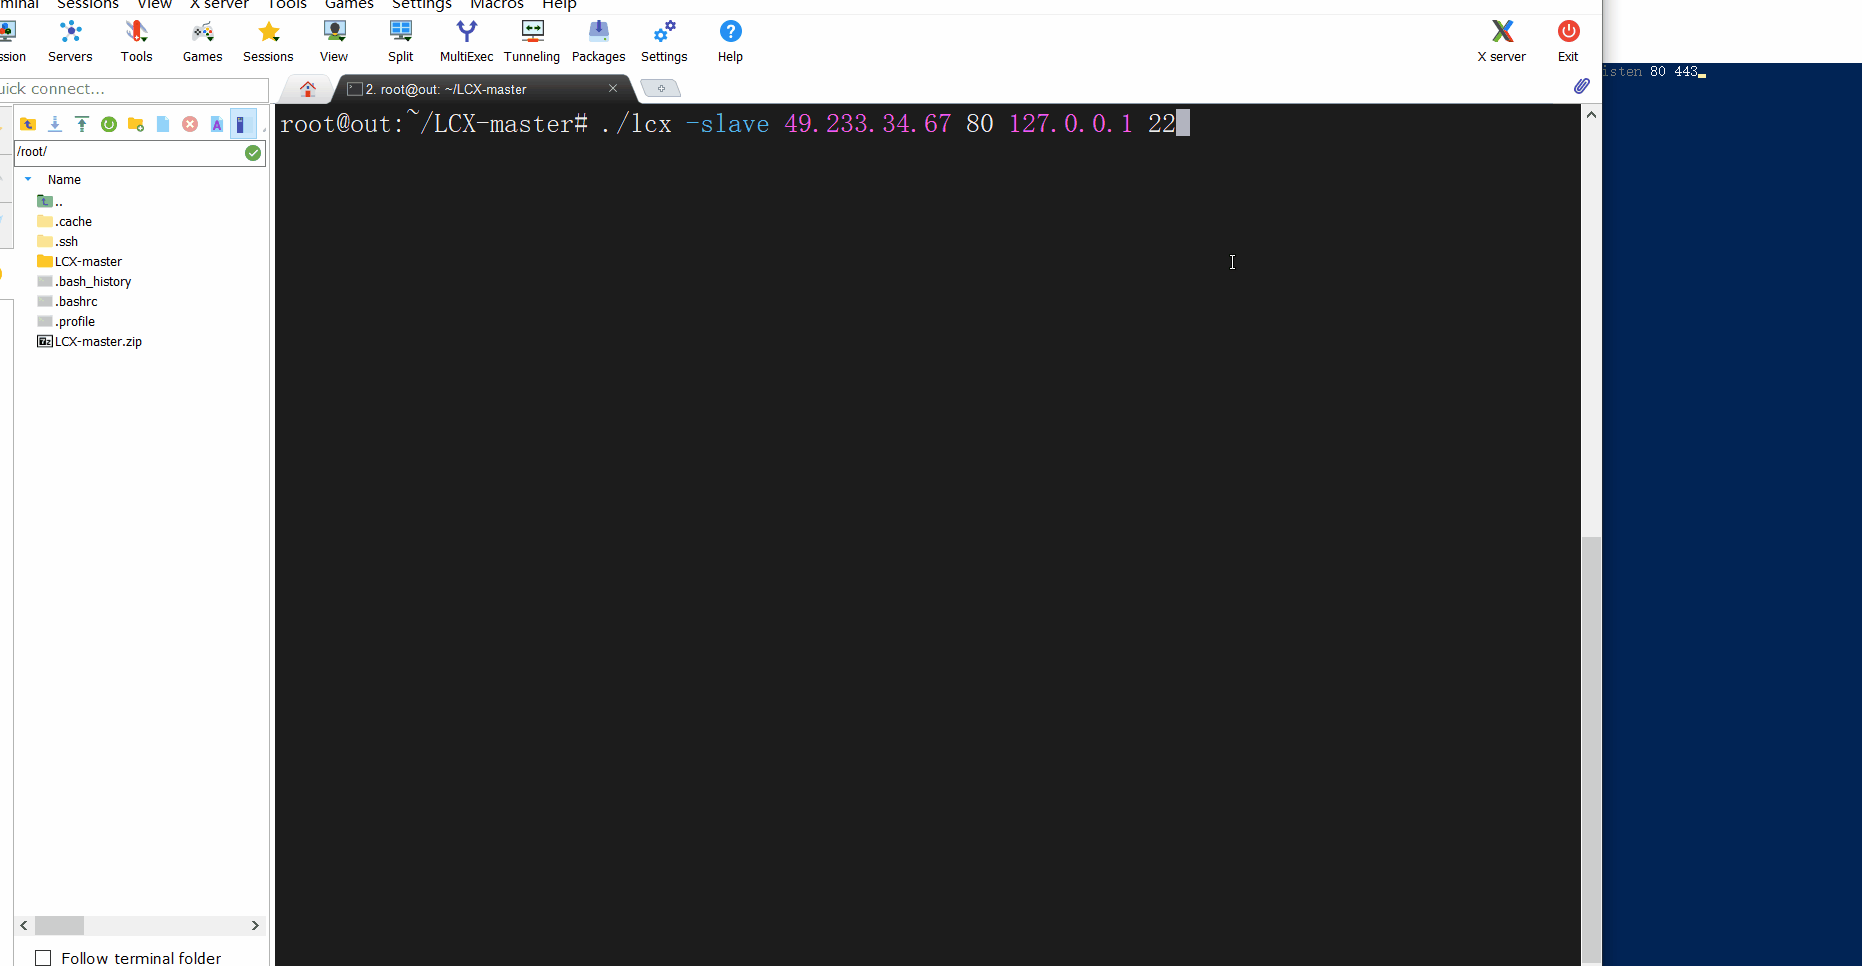 minal Sessions View X server Tools Games Settings Macros Help
ssion Servers Tools Games Sessions View Split MultiExec Tunneling Packages Settings Help X server Exit
uick connect...
2. root@out: ~/LCX-master
isten 80 443
root@out:~/LCX-master# ./lcx -slave 49.233.34.67 80 127.0.0.1 22
/root/
Name
..
.cache
.ssh
LCX-master
.bash_history
.bashrc
.profile
LCX-master.zip
Follow terminal folder